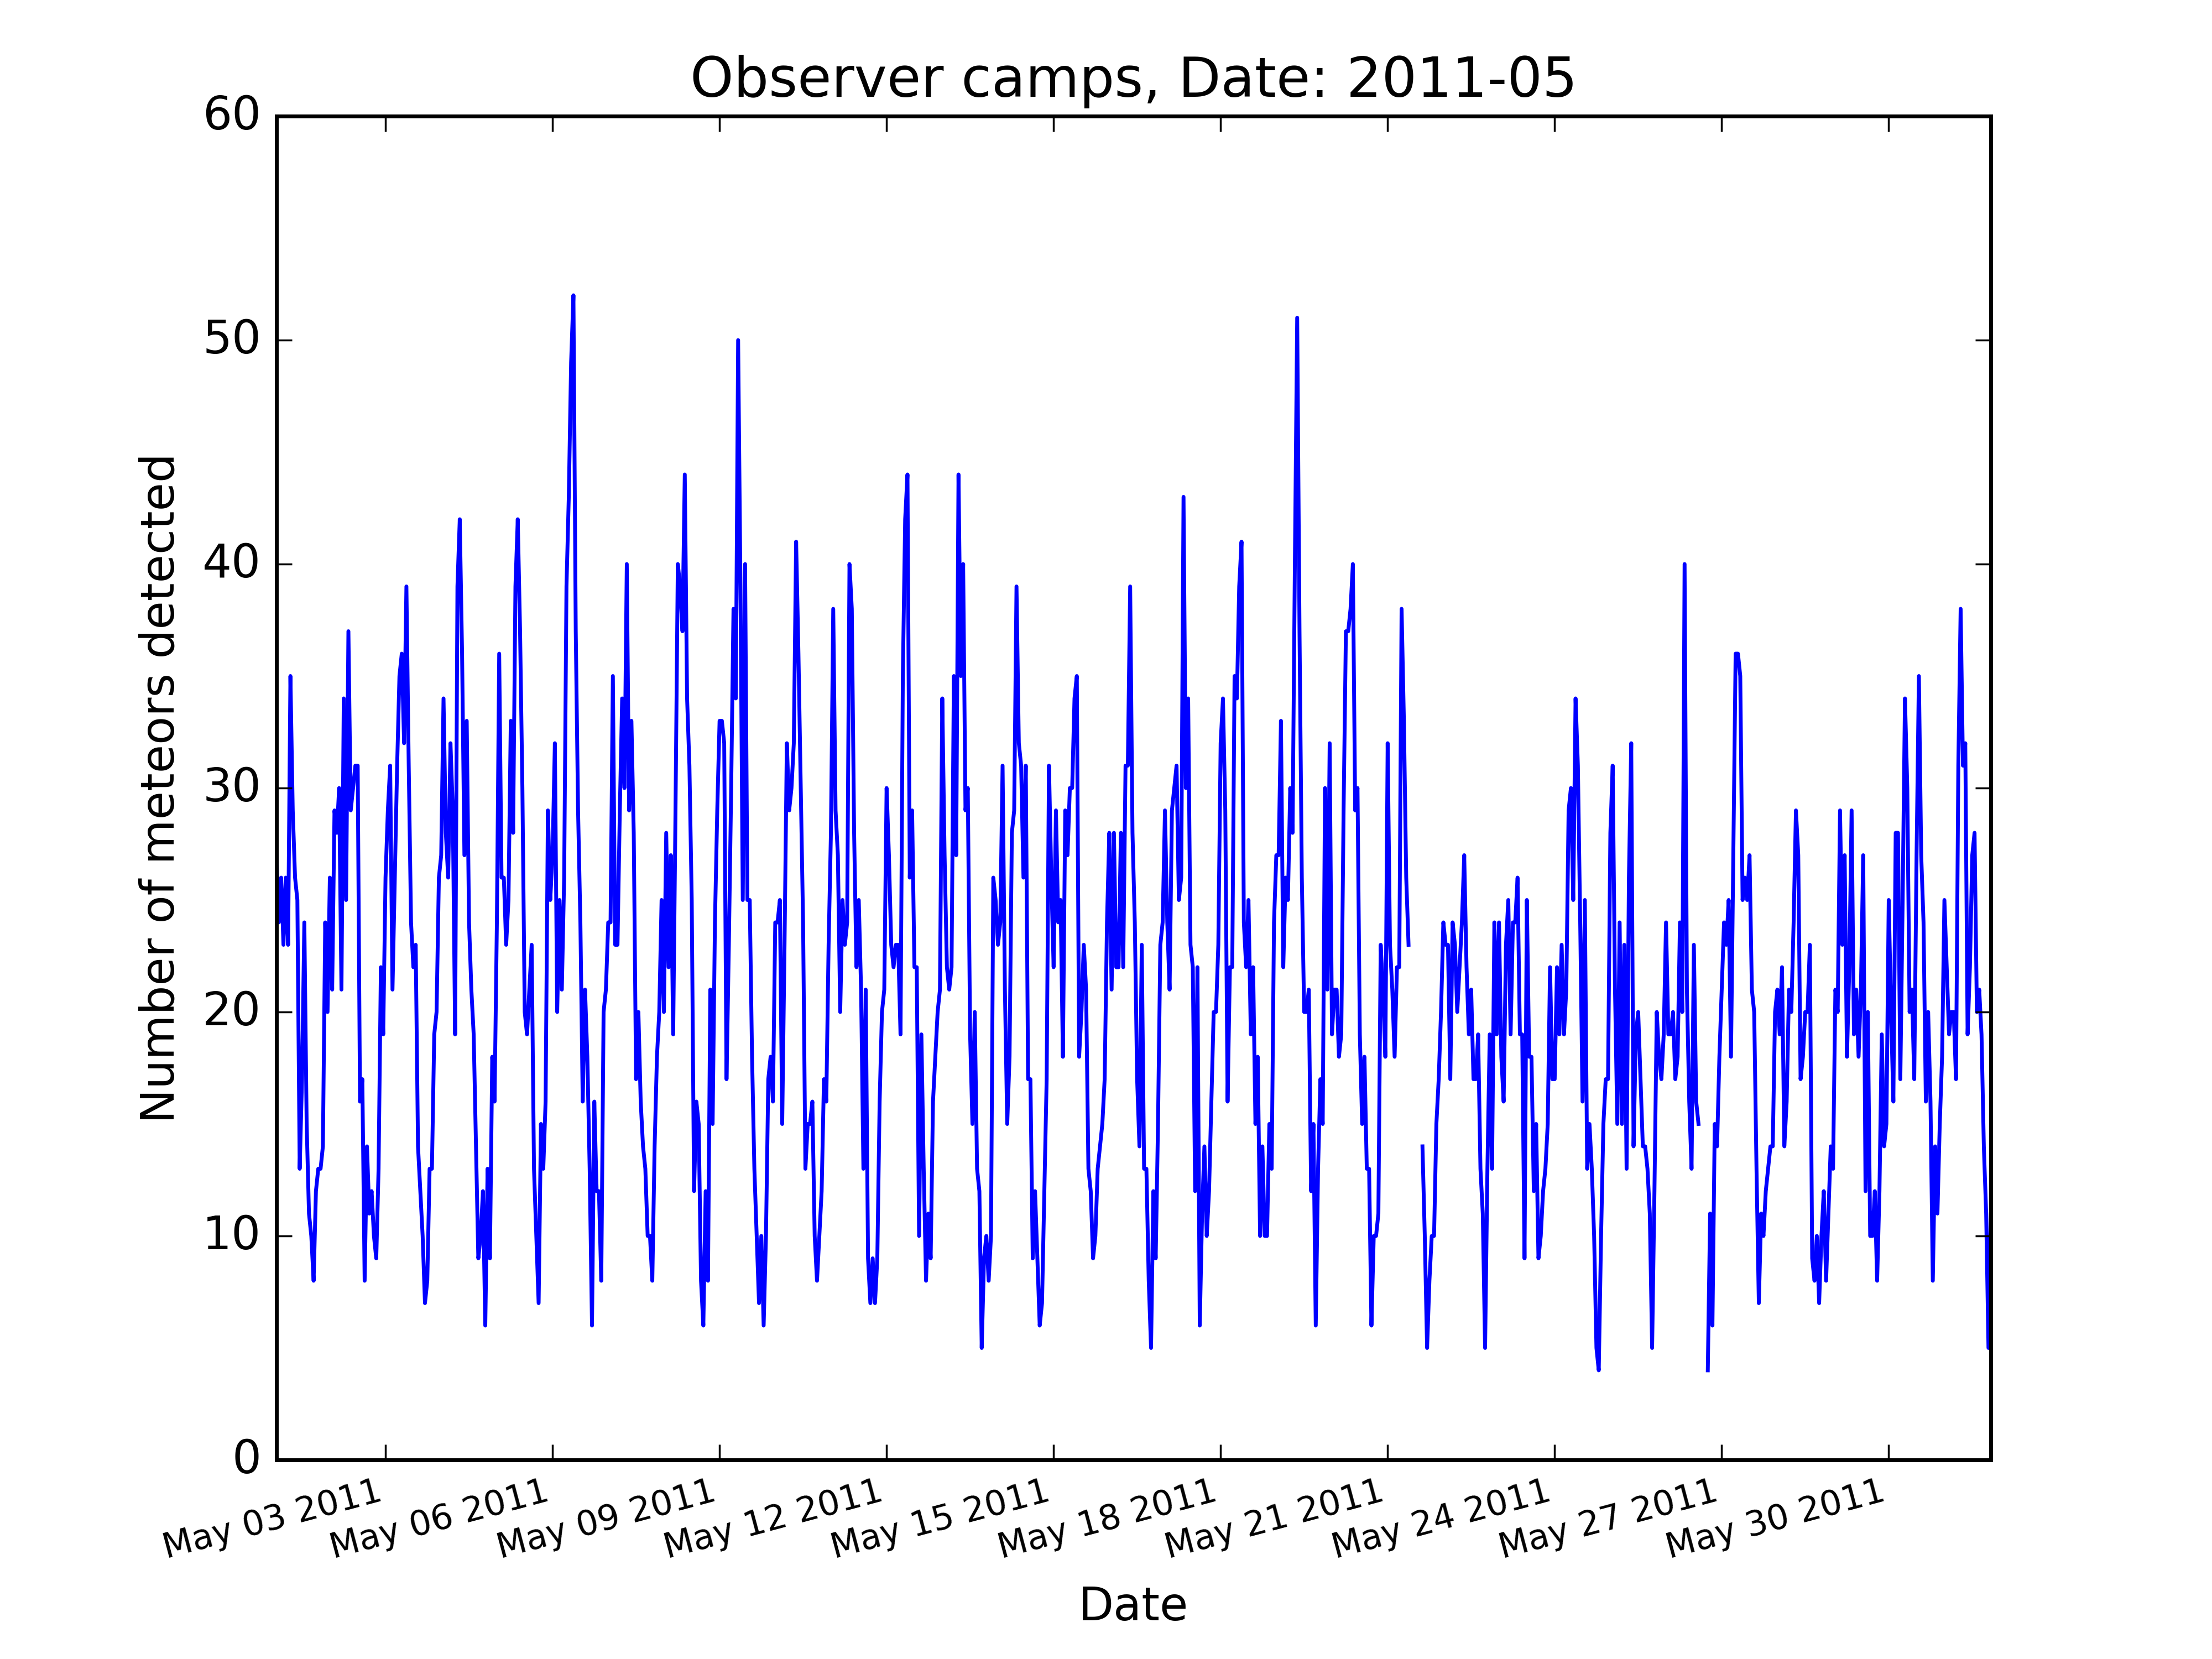 Observer camps, Date: 2011-05
Number of meteors detected
60
50
40
30
20
10
0
May 03 2011
May 06 2011
May 09 2011
May 12 2011
May 15 2011
May 18 2011
May 21 2011
May 24 2011
May 27 2011
May 30 2011
Date